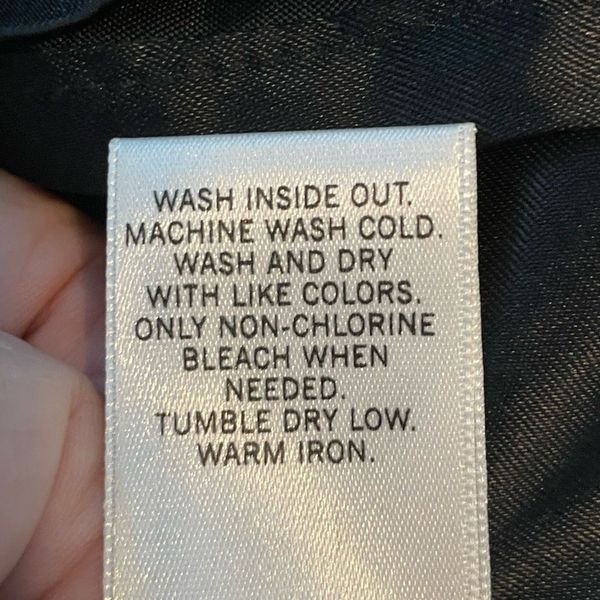 WASH INSIDE OUT.
MACHINE WASH COLD.
WASH AND DRY
WITH LIKE COLORS.
ONLY NON-CHLORINE
BLEACH WHEN
NEEDED.
TUMBLE DRY LOW.
WARM IRON.